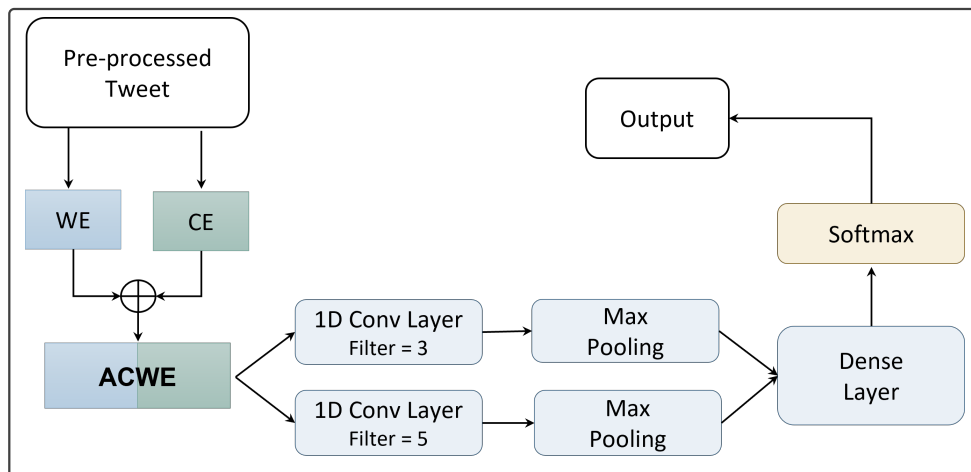 Pre-processed
Tweet
WE
CE
ACWE
1D Conv Layer
Filter = 3
Max
Pooling
1D Conv Layer
Filter = 5
Max
Pooling
Dense
Layer
Softmax
Output